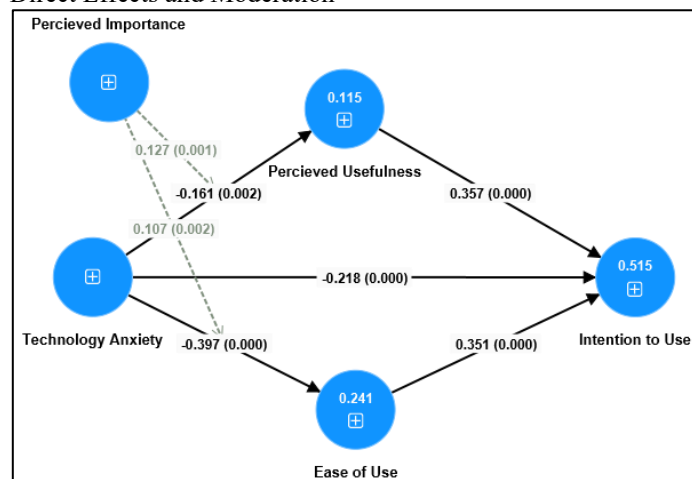 Direct Effects and Moderation
Percieved Importance
0.115
0.127 (0.001)
Percieved Usefulness
-0.161 (0.002)
0.357 (0.000)
0.107 (0.002)
-0.218 (0.000)
0.515
Technology Anxiety
-0.397 (0.000)
0.351 (0.000)
Intention to Use
0.241
Ease of Use